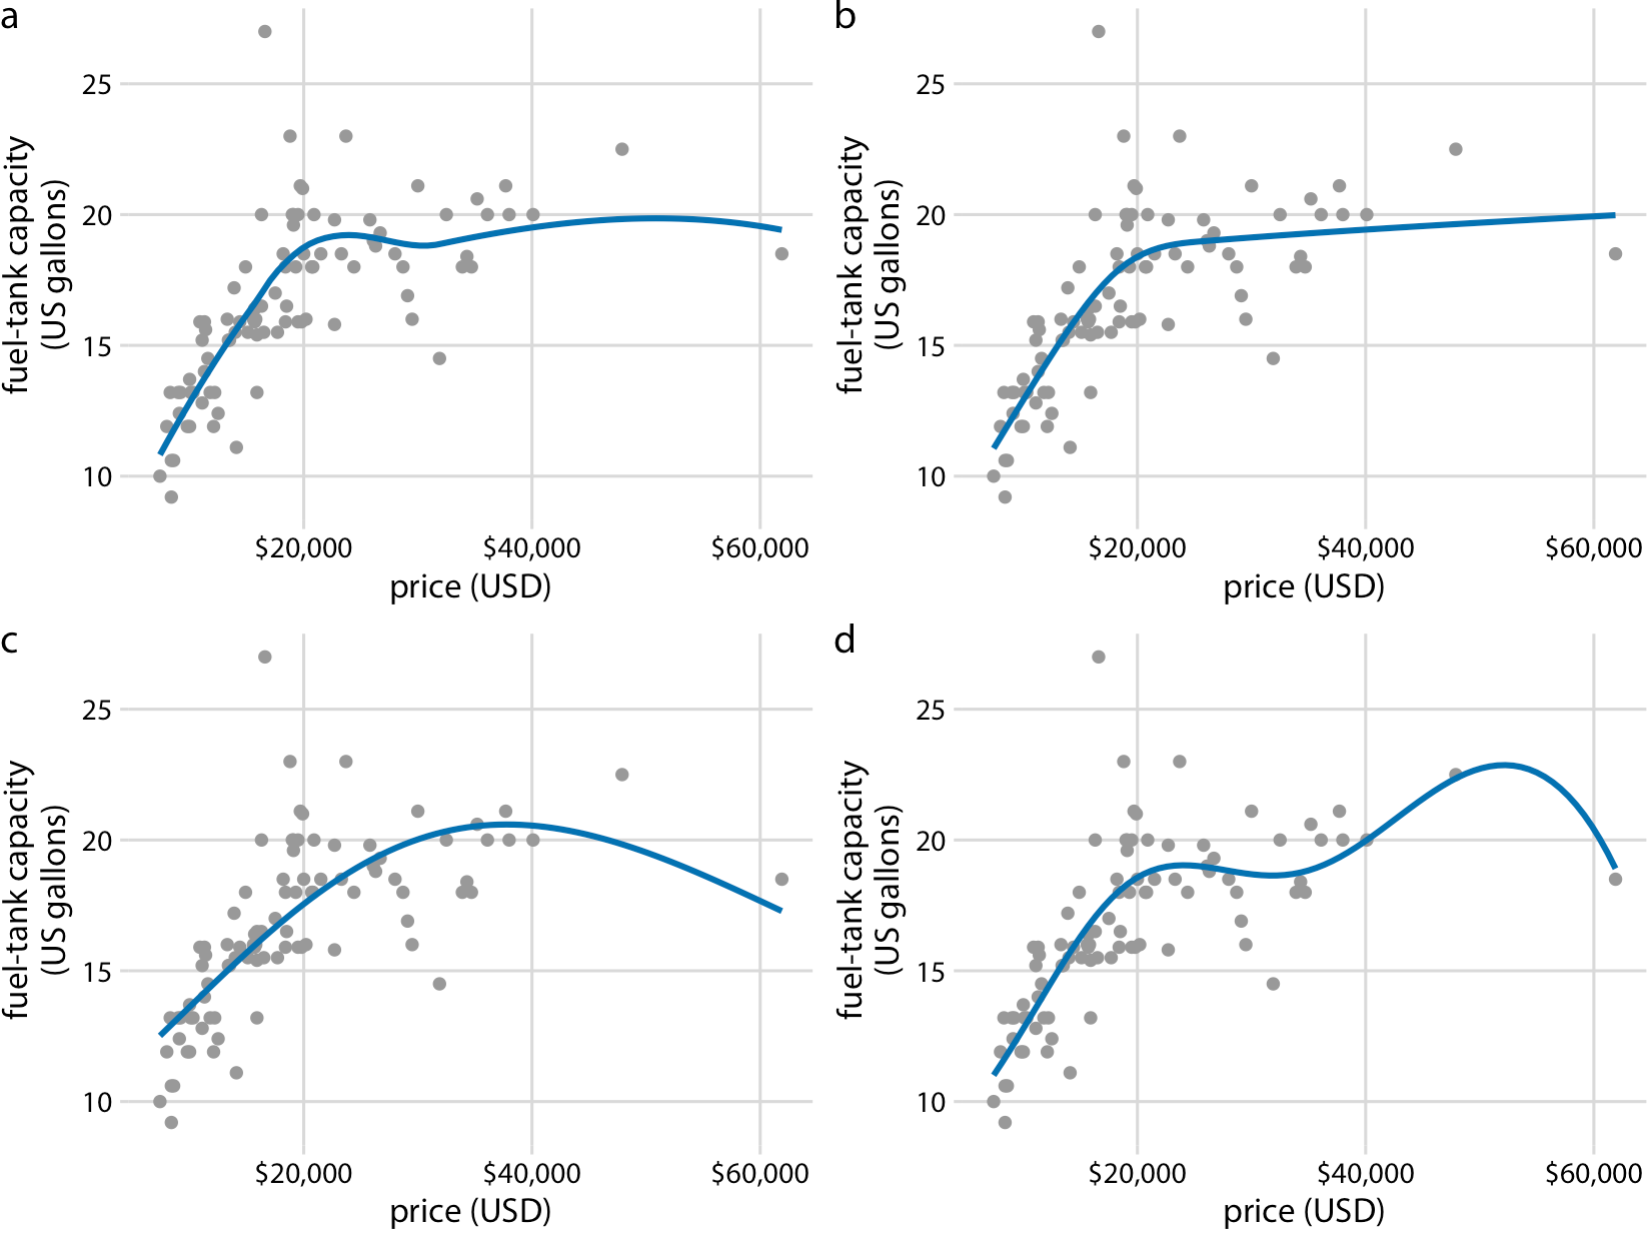 a
25
20
15
10
fuel-tank capacity
(US gallons)
$20,000
$40,000
$60,000
price (USD)
b
25
20
15
10
fuel-tank capacity
(US gallons)
$20,000
$40,000
$60,000
price (USD)
c
25
20
15
10
fuel-tank capacity
(US gallons)
$20,000
$40,000
$60,000
price (USD)
d
25
20
15
10
fuel-tank capacity
(US gallons)
$20,000
$40,000
$60,000
price (USD)